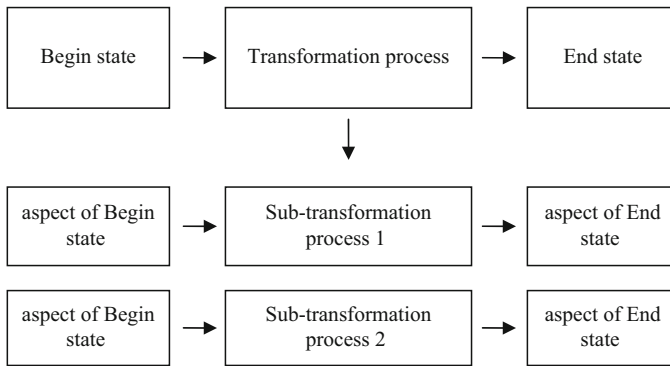 Begin state
Transformation process
End state
aspect of Begin
state
Sub-transformation
process 1
aspect of End
state
aspect of Begin
state
Sub-transformation
process 2
aspect of End
state